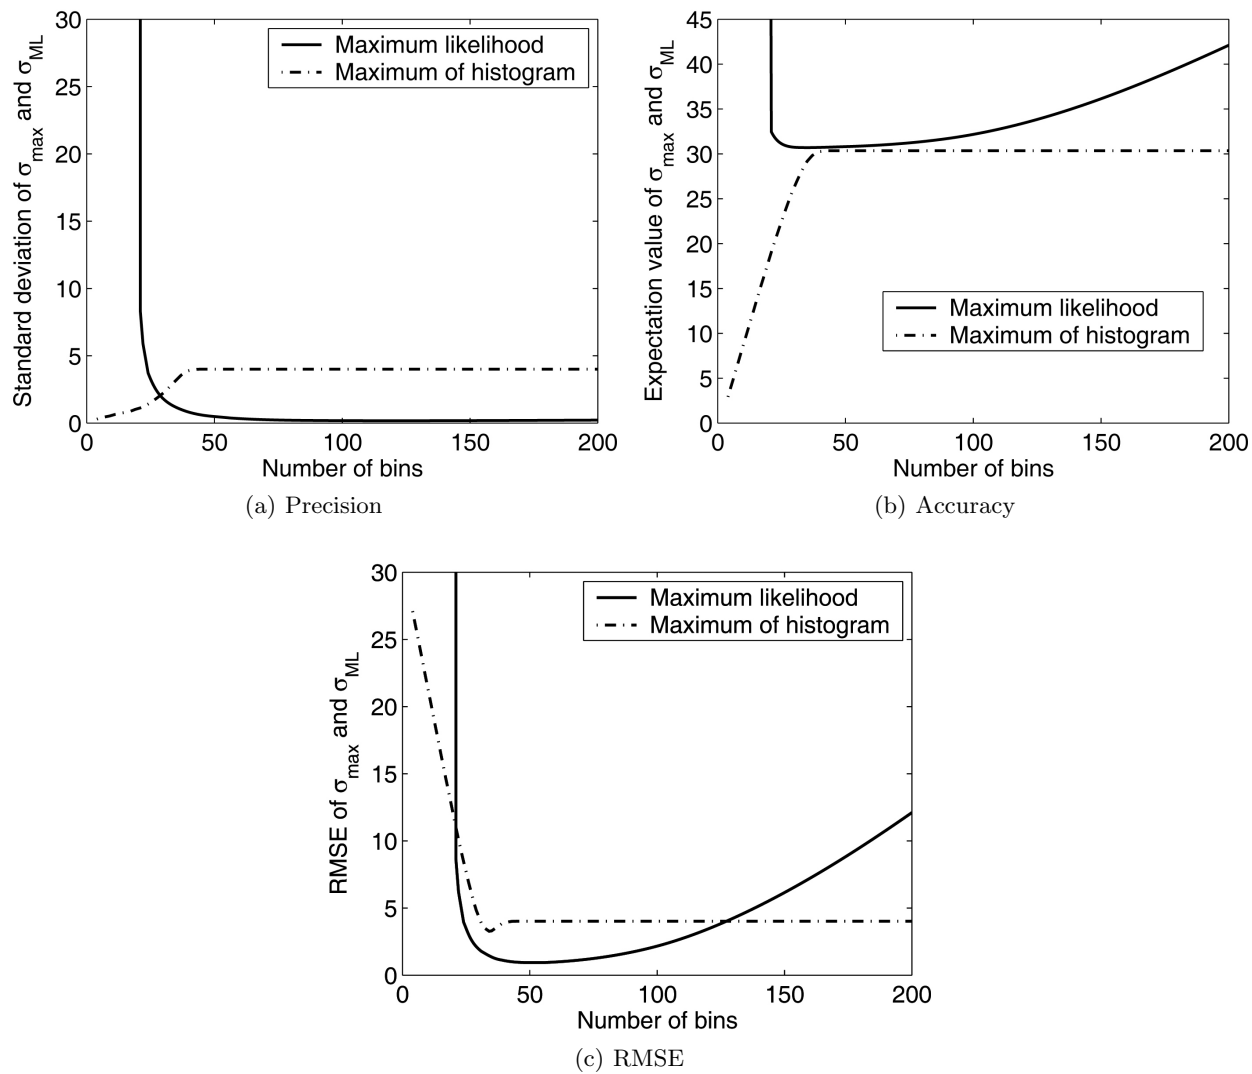 Standard deviation of σmax and σML
30
25
20
15
10
5
0
0 50 100 150 200
Number of bins
Maximum likelihood
Maximum of histogram
(a) Precision
Expectation value of σmax and σML
45
40
35
30
25
20
15
10
5
0
0 50 100 150 200
Number of bins
Maximum likelihood
Maximum of histogram
(b) Accuracy
RMSE of σmax and σML
30
25
20
15
10
5
0
0 50 100 150 200
Number of bins
Maximum likelihood
Maximum of histogram
(c) RMSE